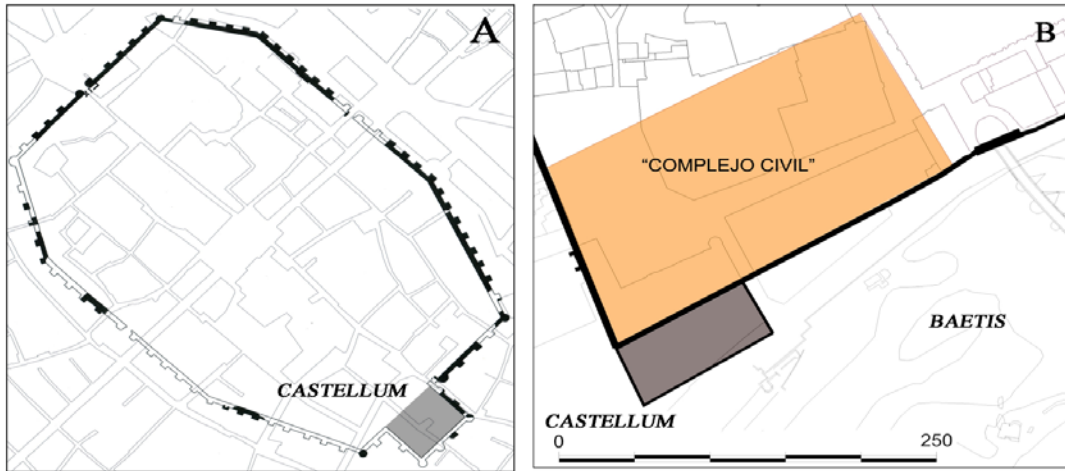 A
CASTELLUM
B
"COMPLEJO CIVIL"
BAETIS
CASTELLUM
0 250